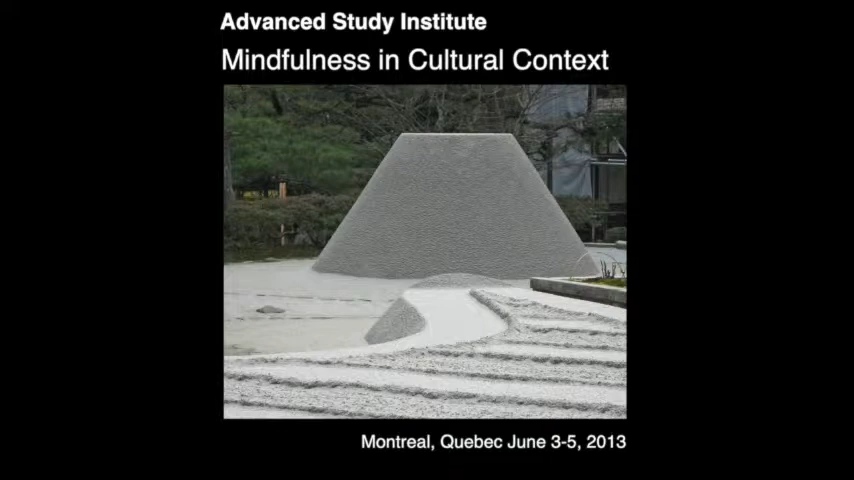 Advanced Study Institute
Mindfulness in Cultural Context
Montreal, Quebec June 3-5, 2013